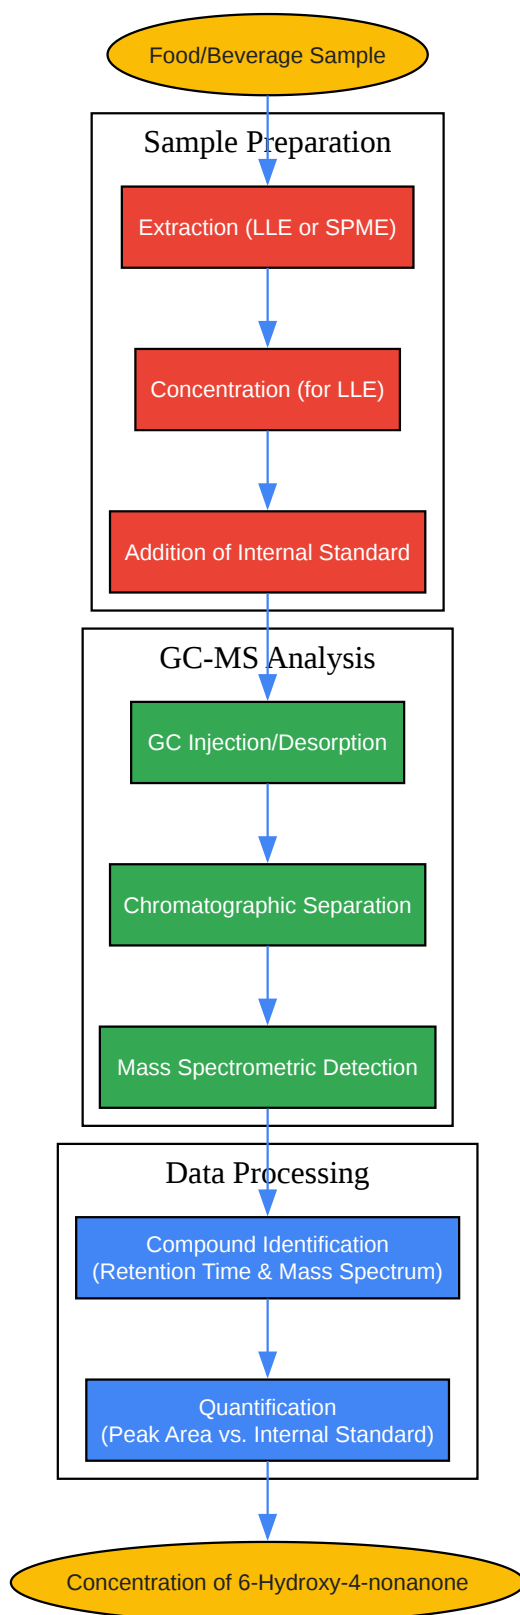 Food/Beverage Sample
Sample Preparation
Extraction (LLE or SPME)
Concentration (for LLE)
Addition of Internal Standard
GC-MS Analysis
GC Injection/Desorption
Chromatographic Separation
Mass Spectrometric Detection
Data Processing
Compound Identification
(Retention Time & Mass Spectrum)
Quantification
(Peak Area vs. Internal Standard)
Concentration of 6-Hydroxy-4-nonanone